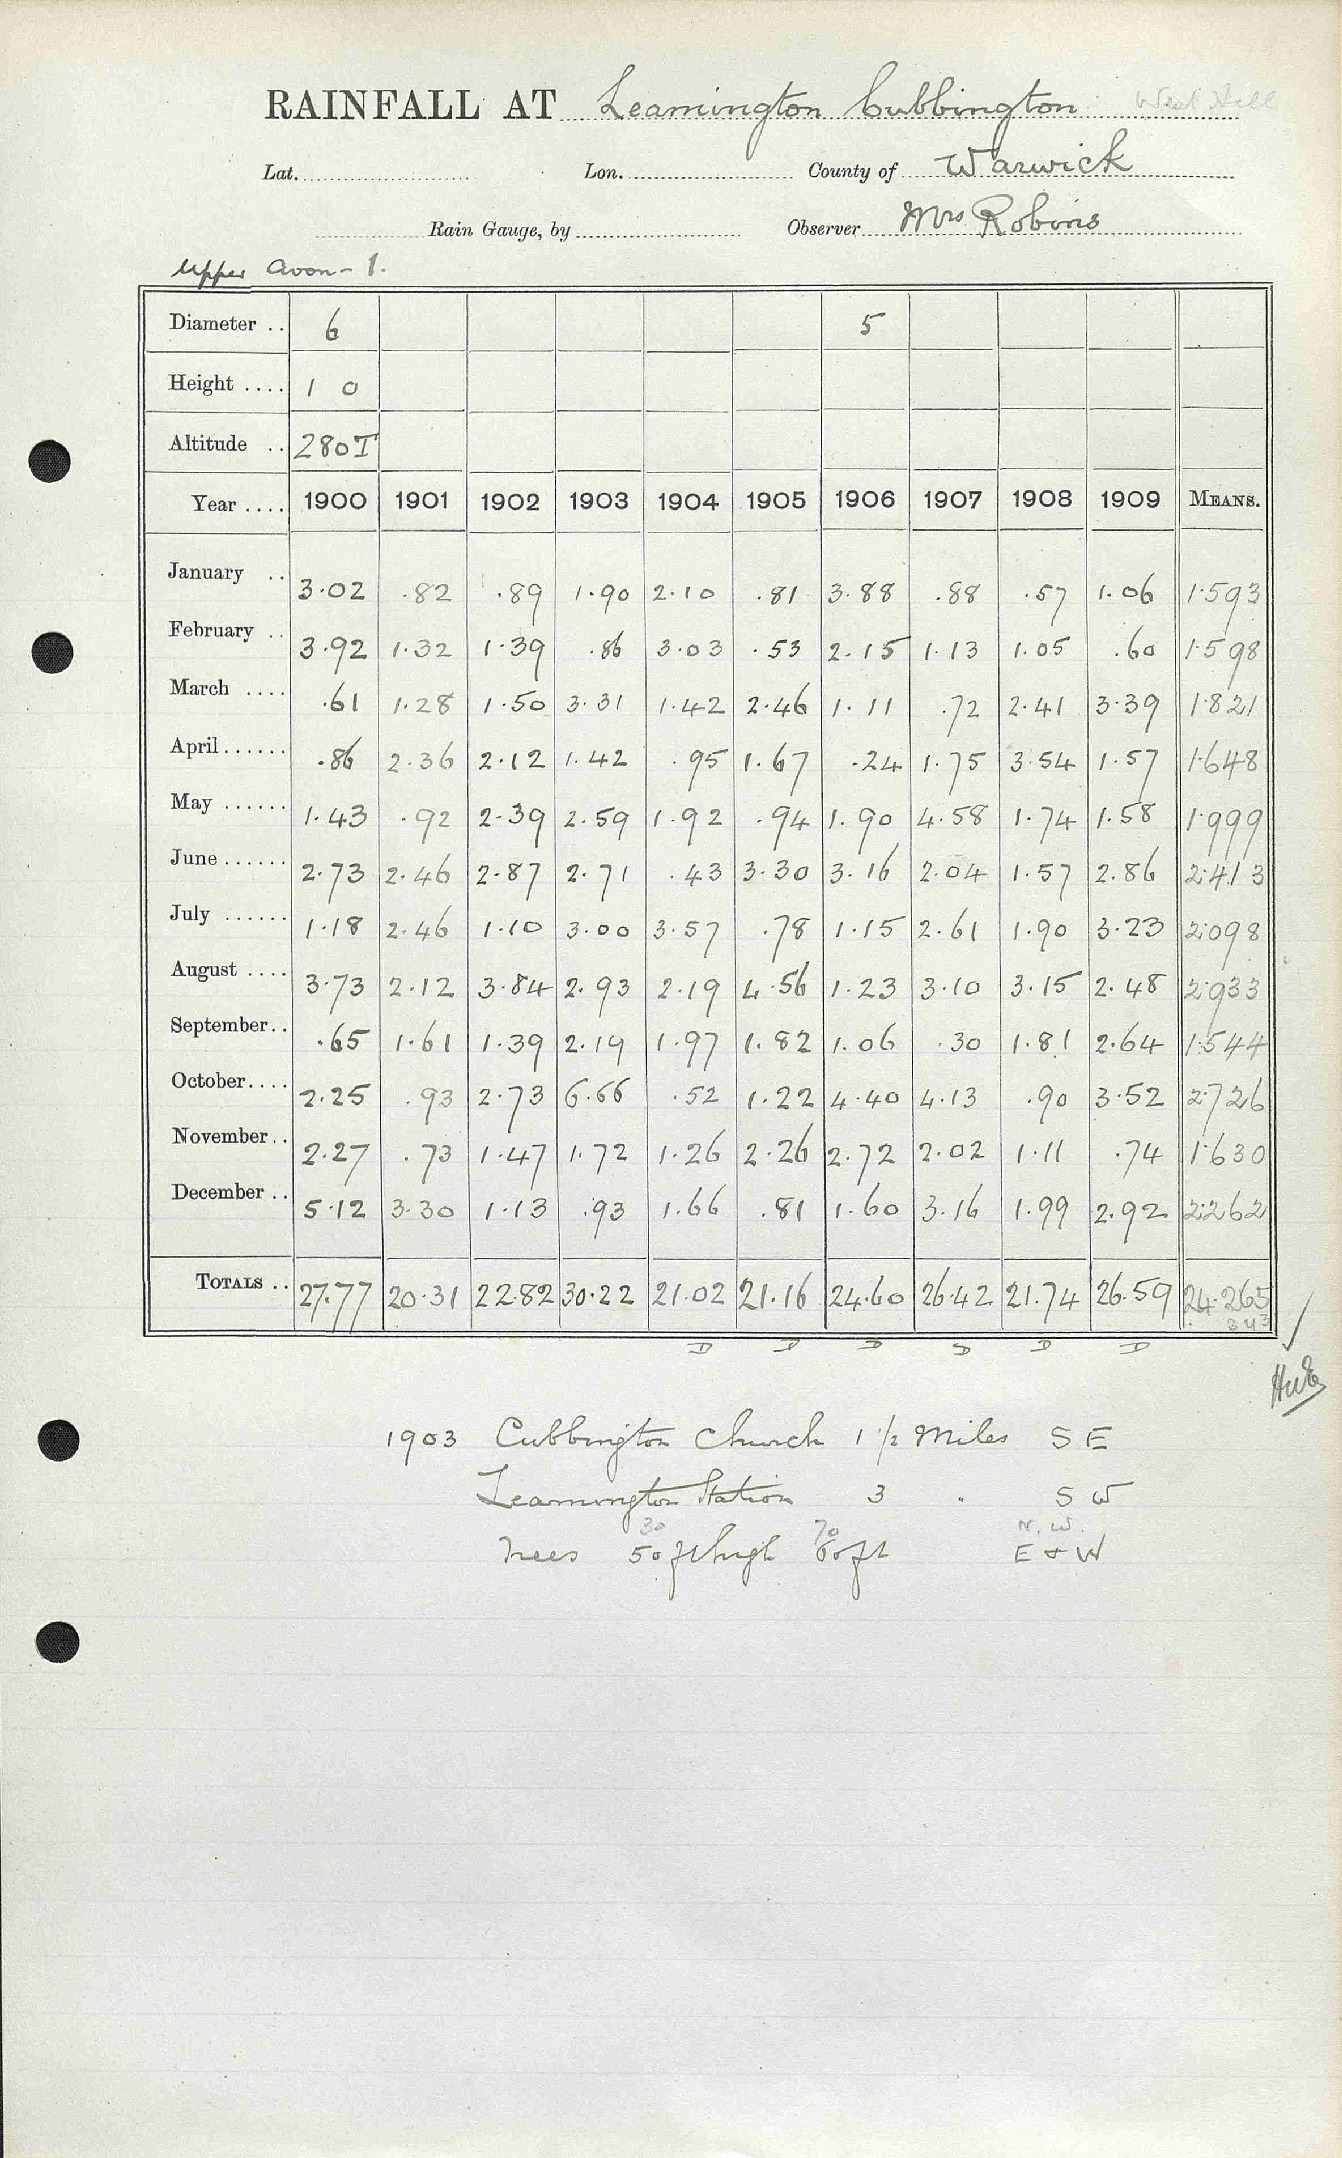 RAINFALL AT Leamington Cubbington West Hill
Lat. Lon. County of Warwick
Rain Gauge, by Observer Mrs Robins
Upper Avon - 1.
Diameter .. 6 5
Height .... 1 0
Altitude .. 280 T
Year .... 1900 1901 1902 1903 1904 1905 1906 1907 1908 1909 MEANS.
January .. 3.02 .82 .89 1.90 2.10 .81 3.88 .88 .57 1.06 1.593
February .. 3.92 1.32 1.39 .86 3.03 .53 2.15 1.13 1.05 .60 1.598
March .... .61 1.28 1.50 3.31 1.42 2.46 1.11 .72 2.41 3.39 1.821
April ...... .86 2.36 2.12 1.42 .95 1.67 .24 1.75 3.54 1.57 1.648
May ...... 1.43 .92 2.39 2.59 1.92 .94 1.90 4.58 1.74 1.58 1.999
June ...... 2.73 2.46 2.87 2.71 .43 3.30 3.16 2.04 1.57 2.86 2.413
July ...... 1.18 2.46 1.10 3.00 3.57 .78 1.15 2.61 1.90 3.23 2.098
August .... 3.73 2.12 3.84 2.93 2.19 4.56 1.23 3.10 3.15 2.48 2.933
September.. .65 1.61 1.39 2.19 1.97 1.82 1.06 .30 1.81 2.64 1.544
October.... 2.25 .93 2.73 6.66 .52 1.22 4.40 4.13 .90 3.52 2.726
November.. 2.27 .73 1.47 1.72 1.26 2.26 2.72 2.02 1.11 .74 1.630
December .. 5.12 3.30 1.13 .93 1.66 .81 1.60 3.16 1.99 2.92 2.262
TOTALS .. 27.77 20.31 22.82 30.22 21.02 21.16 24.60 26.42 21.74 26.59 24.265
D D D D D D
1903 Cubbington Church 1 1/2 Miles S E
Leamington Station 3 . S W
30 70 N. W.
Trees 50 ft high 60 ft E & W